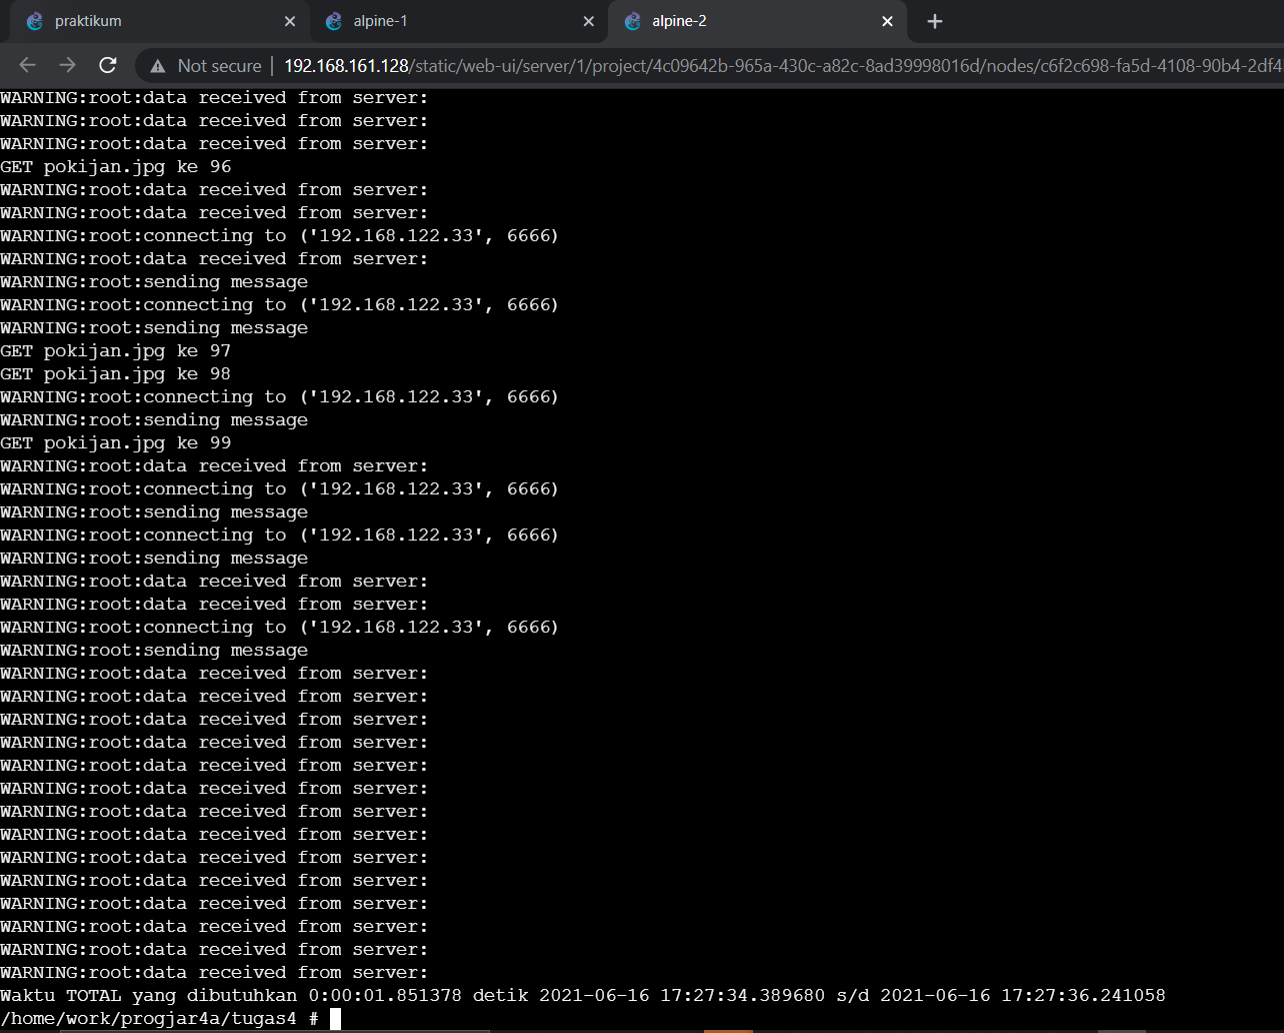 praktikum
alpine-1
alpine-2
Not secure | 192.168.161.128/static/web-ui/server/1/project/4c09642b-965a-430c-a82c-8ad39998016d/nodes/c6f2c698-fa5d-4108-90b4-2df4
WARNING:root:data received from server:
WARNING:root:data received from server:
WARNING:root:data received from server:
GET pokijan.jpg ke 96
WARNING:root:data received from server:
WARNING:root:data received from server:
WARNING:root:connecting to ('192.168.122.33', 6666)
WARNING:root:data received from server:
WARNING:root:sending message
WARNING:root:connecting to ('192.168.122.33', 6666)
WARNING:root:sending message
GET pokijan.jpg ke 97
GET pokijan.jpg ke 98
WARNING:root:connecting to ('192.168.122.33', 6666)
WARNING:root:sending message
GET pokijan.jpg ke 99
WARNING:root:data received from server:
WARNING:root:connecting to ('192.168.122.33', 6666)
WARNING:root:sending message
WARNING:root:connecting to ('192.168.122.33', 6666)
WARNING:root:sending message
WARNING:root:data received from server:
WARNING:root:data received from server:
WARNING:root:connecting to ('192.168.122.33', 6666)
WARNING:root:sending message
WARNING:root:data received from server:
WARNING:root:data received from server:
WARNING:root:data received from server:
WARNING:root:data received from server:
WARNING:root:data received from server:
WARNING:root:data received from server:
WARNING:root:data received from server:
WARNING:root:data received from server:
WARNING:root:data received from server:
WARNING:root:data received from server:
WARNING:root:data received from server:
WARNING:root:data received from server:
WARNING:root:data received from server:
WARNING:root:data received from server:
Waktu TOTAL yang dibutuhkan 0:00:01.851378 detik 2021-06-16 17:27:34.389680 s/d 2021-06-16 17:27:36.241058
/home/work/progjar4a/tugas4 #